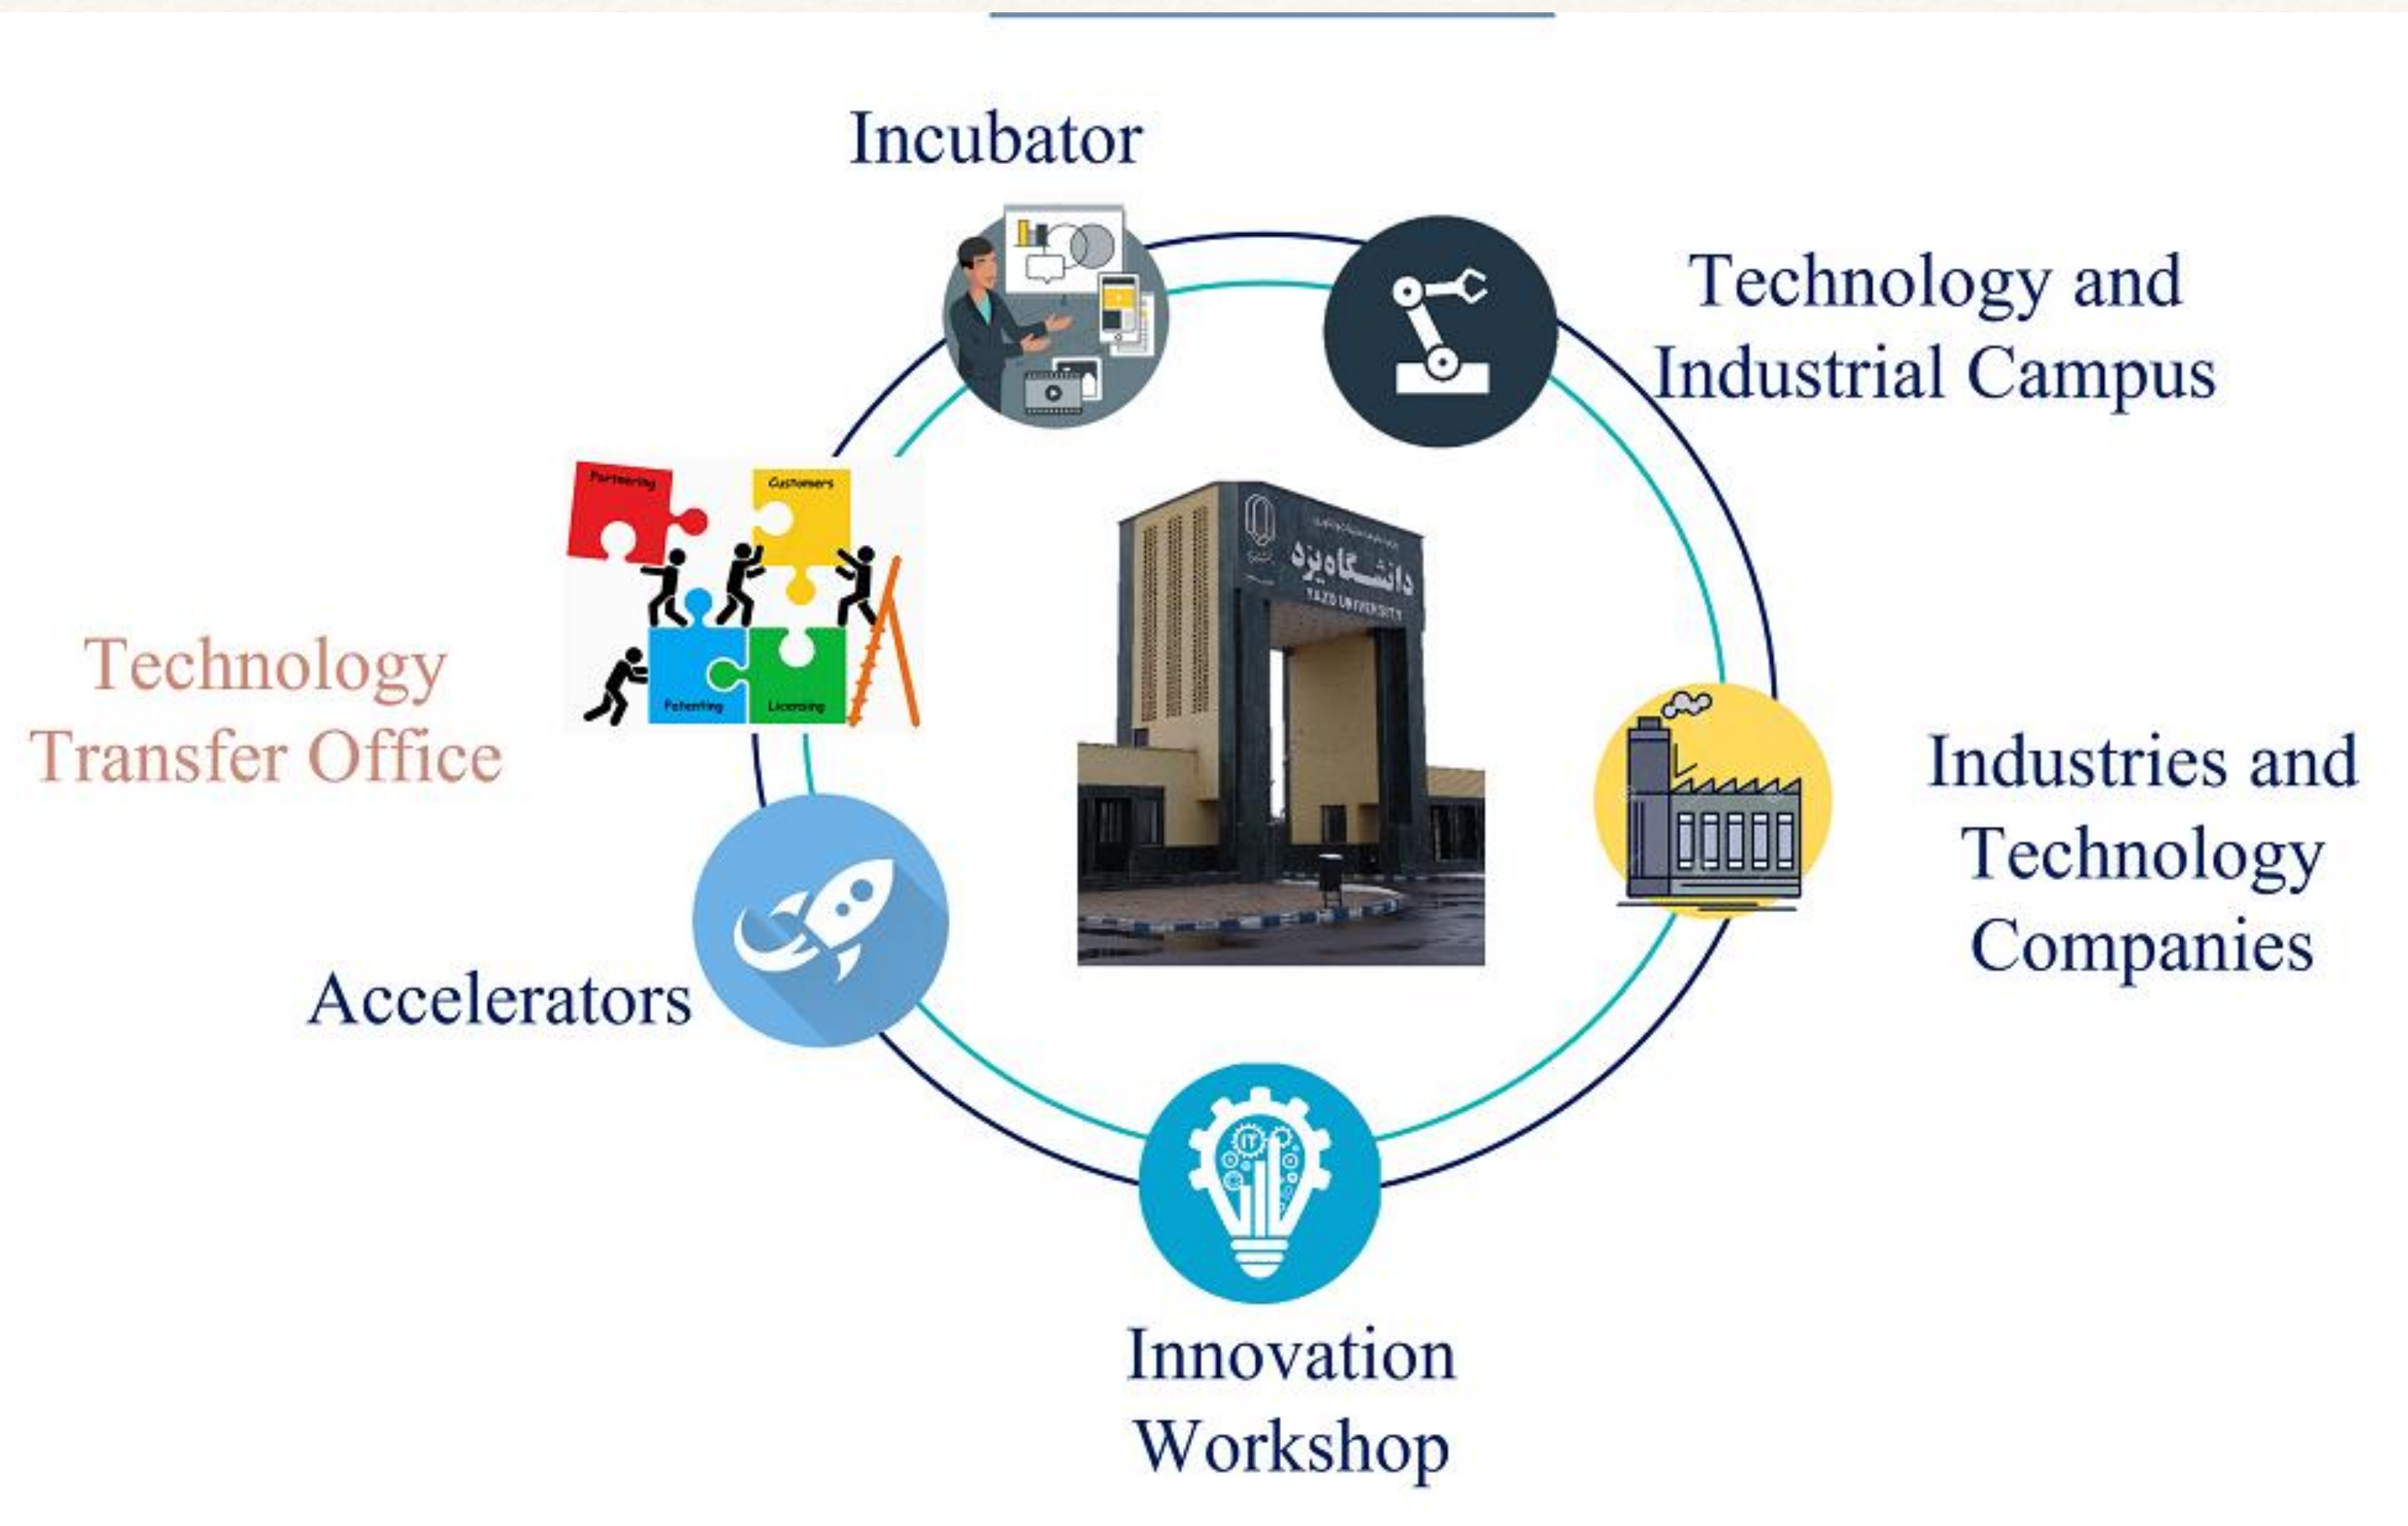 Incubator
Technology and
Industrial Campus
Partnering
Customers
Patenting
Licensing
دانشگاه یزد
YAZD UNIVERSITY
Technology
Transfer Office
Industries and
Technology
Companies
Accelerators
IT
Innovation
Workshop